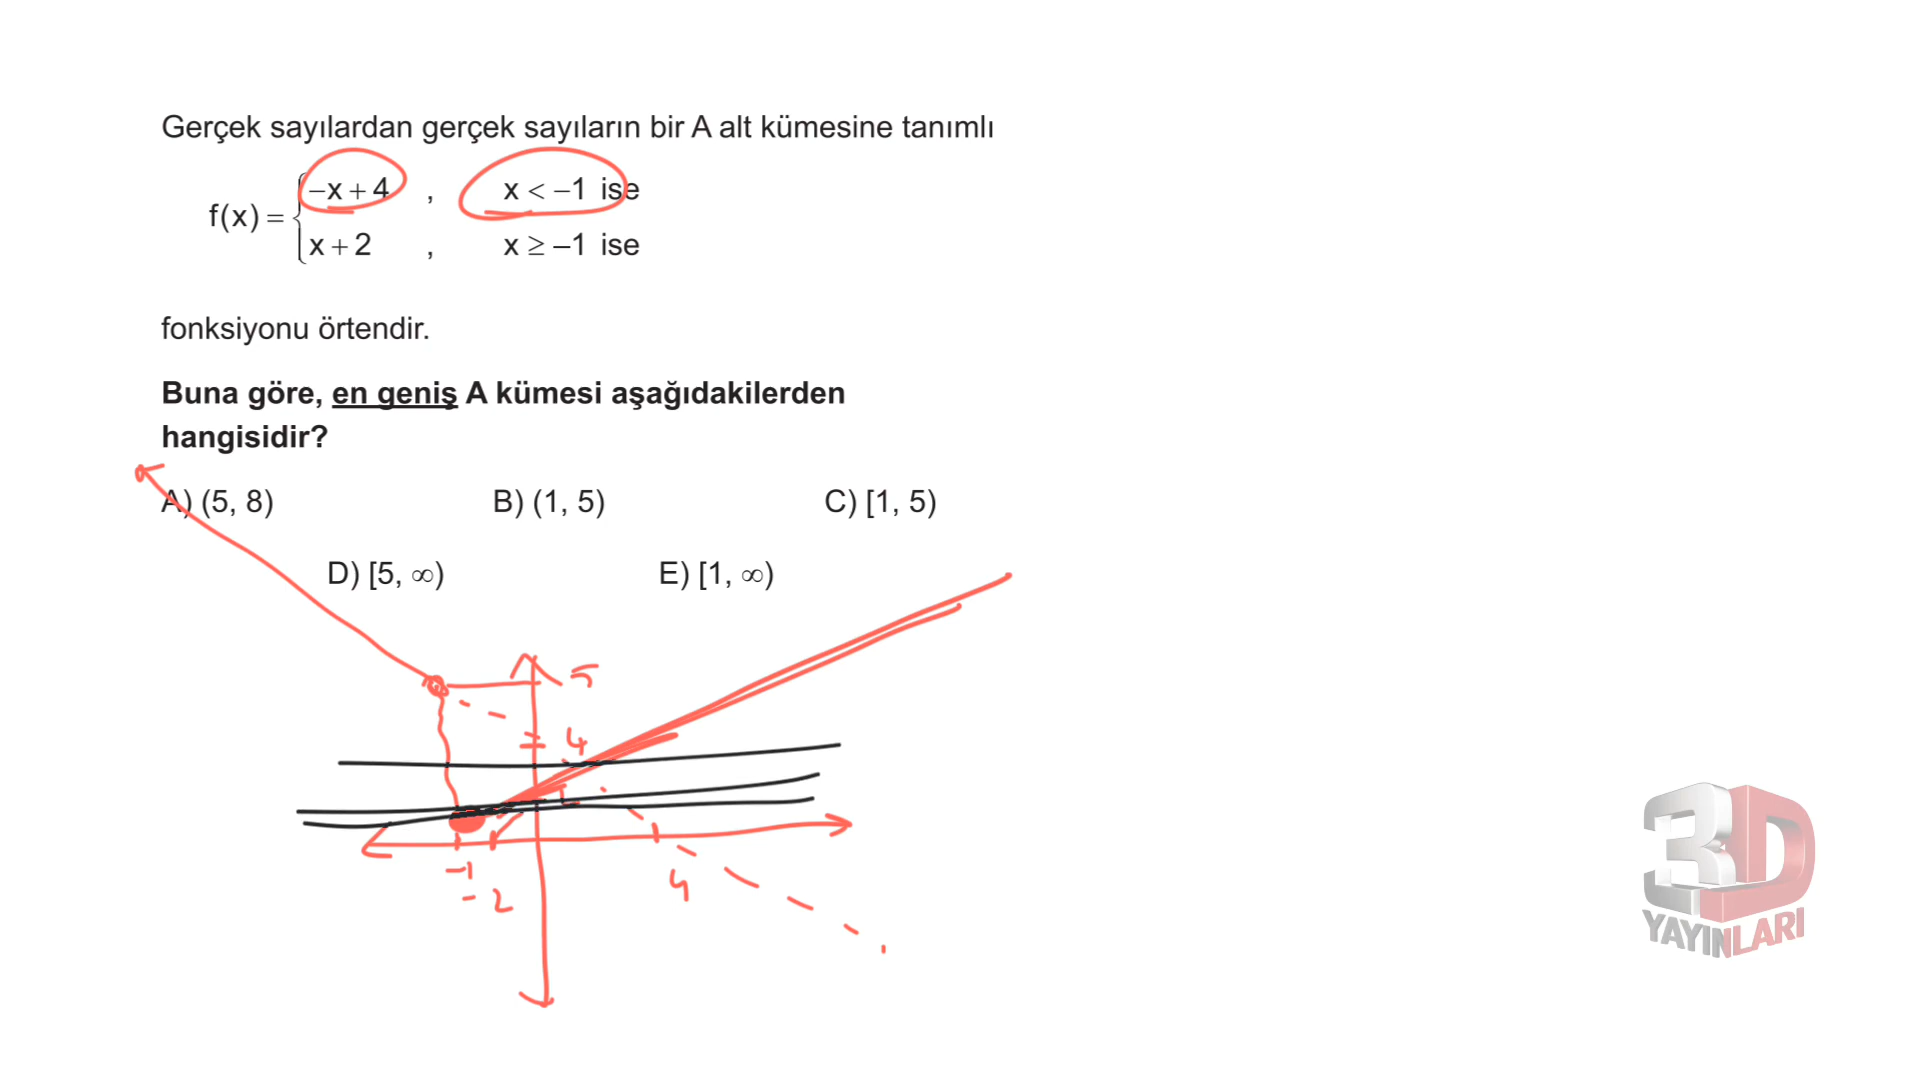 Gerçek sayılardan gerçek sayıların bir A alt kümesine tanımlı
f(x) = { –x + 4 , x < –1 ise
x + 2 , x ≥ –1 ise
fonksiyonu örtendir.
Buna göre, en geniş A kümesi aşağıdakilerden
hangisidir?
A) (5, 8) B) (1, 5) C) [1, 5)
D) [5, ∞) E) [1, ∞)
5
4
-1
4
-2
3D
YAYINLARI